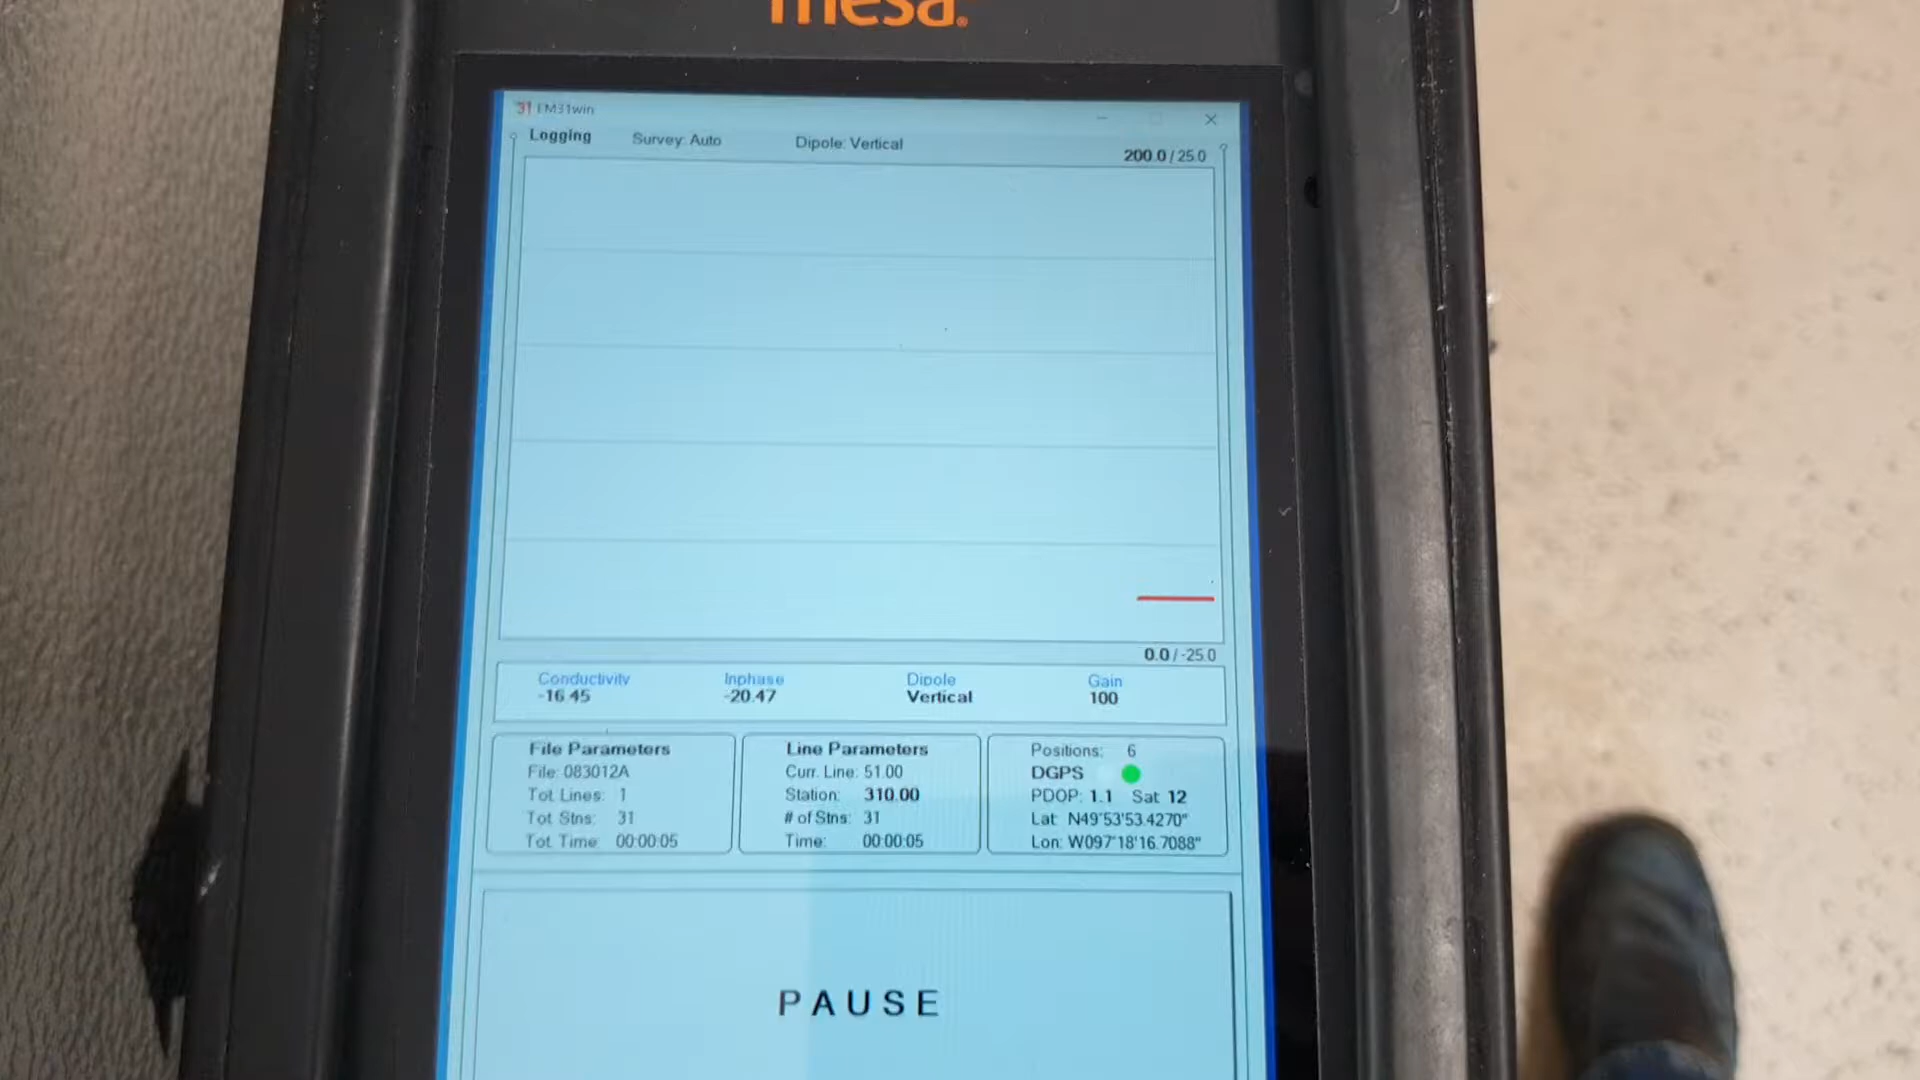 mesa®
31 EM31win
Logging Survey: Auto Dipole: Vertical
200.0 / 25.0
0.0 / -25.0
Conductivity Inphase Dipole Gain
-16.45 -20.47 Vertical 100
File Parameters
File: 083012A
Tot Lines: 1
Tot Stns: 31
Tot Time: 00:00:05
Line Parameters
Curr. Line: 51.00
Station: 310.00
# of Stns: 31
Time: 00:00:05
Positions: 6
DGPS
PDOP: 1.1 Sat 12
Lat: N49°53'53.4270"
Lon: W097°18'16.7088"
PAUSE